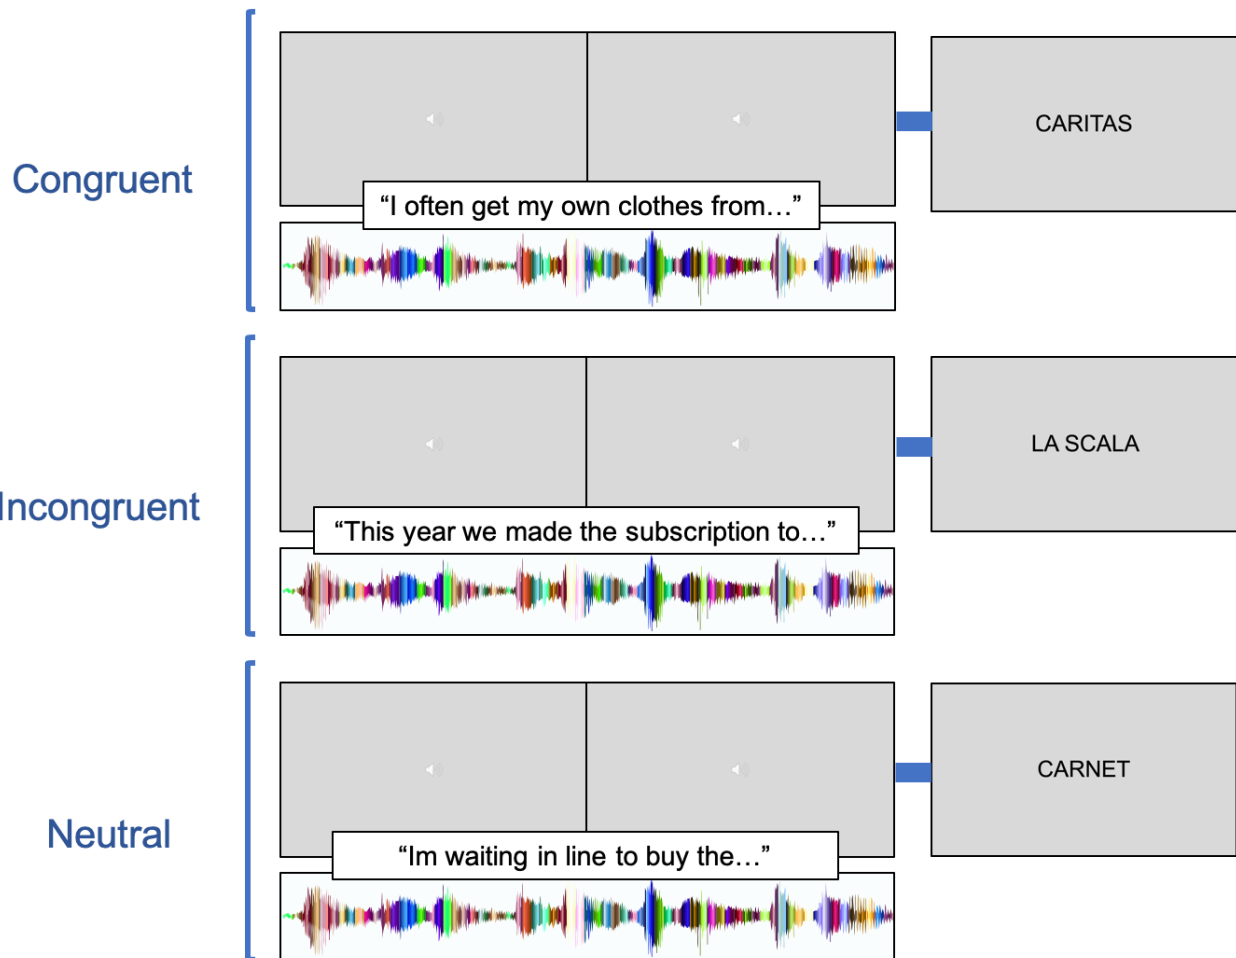 Congruent
CARITAS
“I often get my own clothes from…”
Incongruent
LA SCALA
“This year we made the subscription to…”
Neutral
CARNET
“Im waiting in line to buy the…”